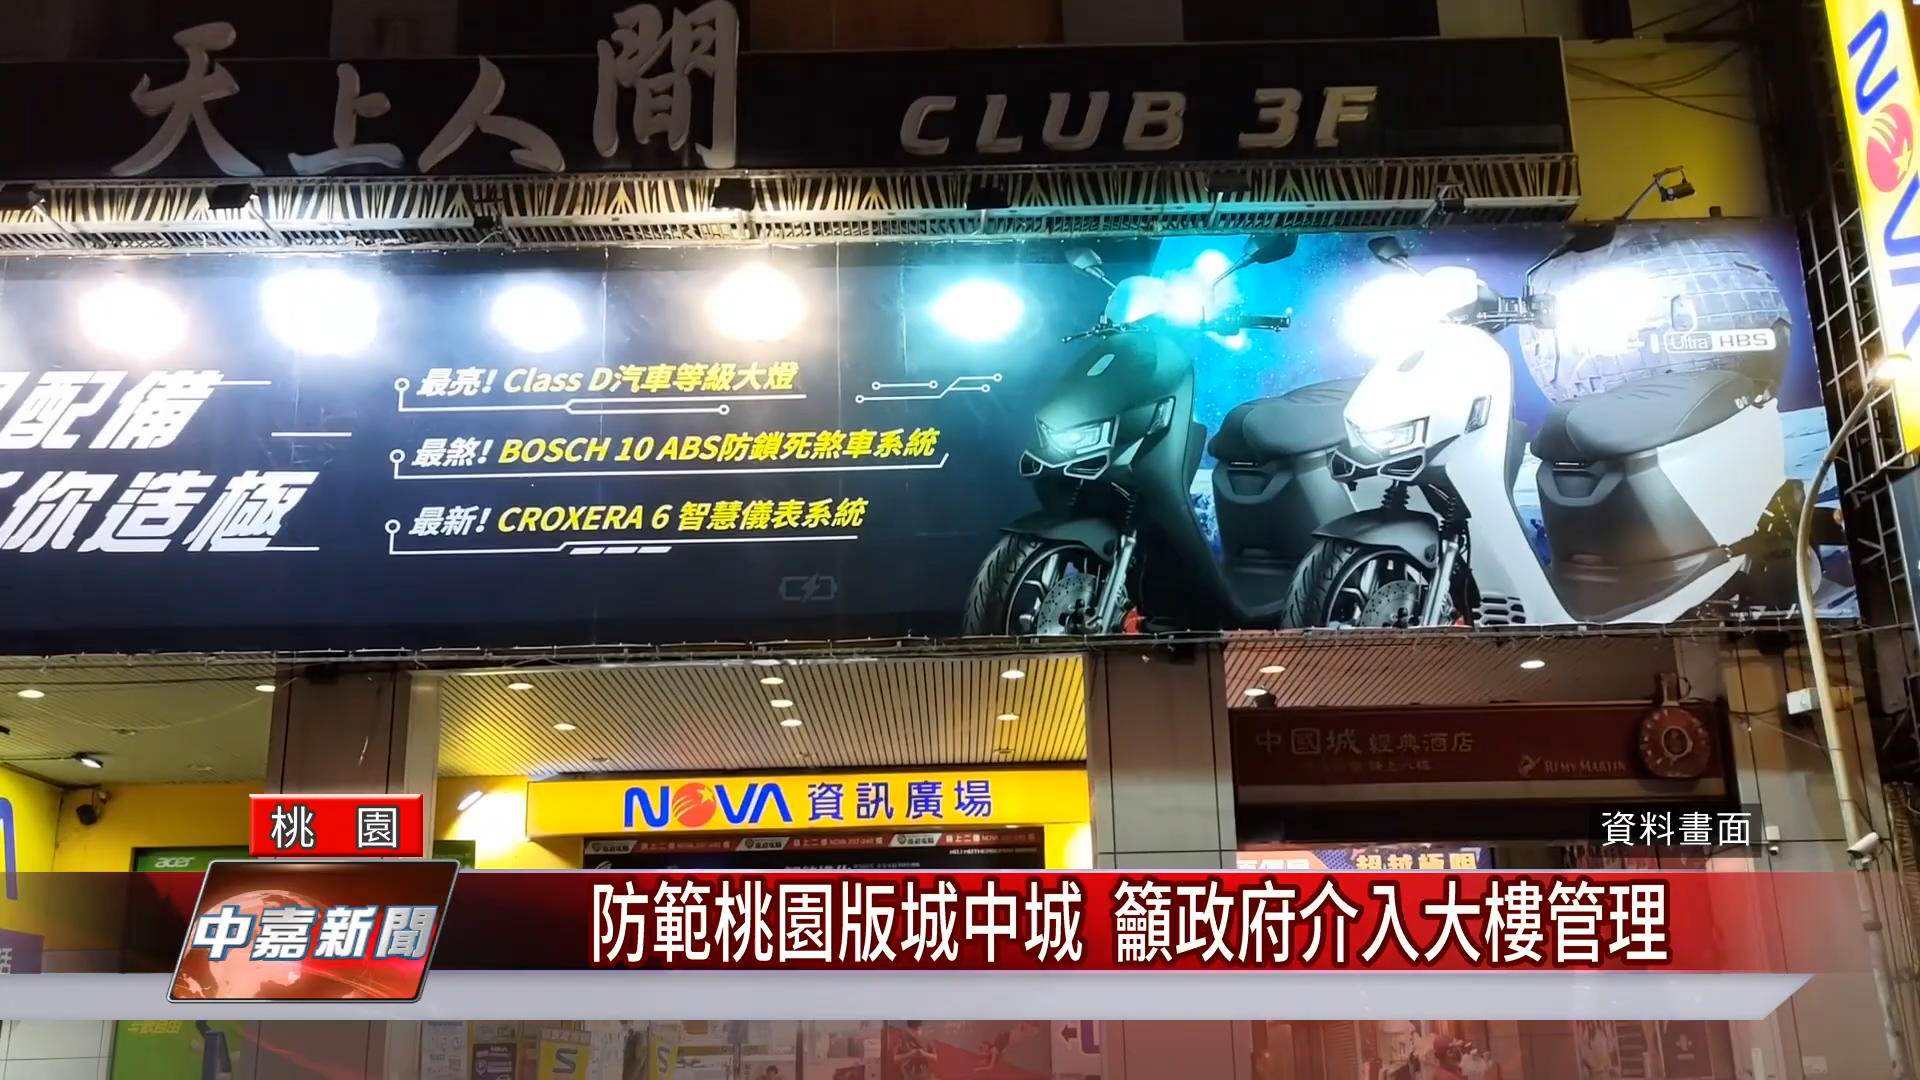 天上人間 CLUB 3F
NOVA
Ultra HBS
配備
你造極
最亮! Class D汽車等級大燈
最煞! BOSCH 10 ABS防鎖死煞車系統
最新! CROXERA 6 智慧儀表系統
中國城 經典酒店
RÉMY MARTIN
NOVA 資訊廣場
acer
資料畫面
桃 園
中嘉新聞
防範桃園版城中城 籲政府介入大樓管理